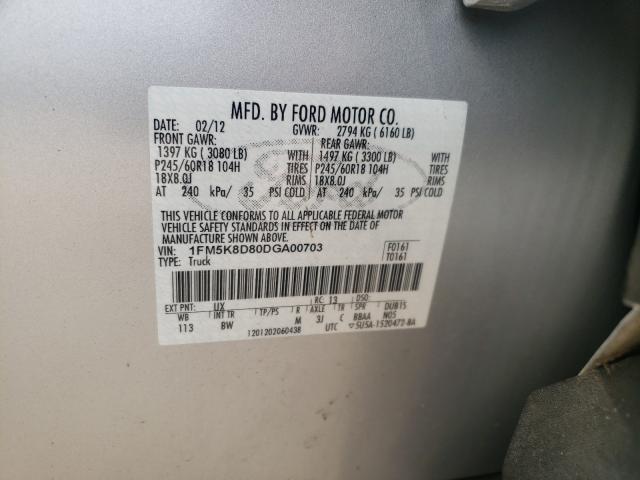 MFD. BY FORD MOTOR CO.
DATE: 02/12 GVWR: 2794 KG ( 6160 LB)
FRONT GAWR: REAR GAWR:
1397 KG ( 3080 LB) WITH 1497 KG ( 3300 LB) WITH
P245/60R18 104H TIRES P245/60R18 104H TIRES
18X8.0J RIMS 18X8.0J RIMS
AT 240 kPa/ 35 PSI COLD AT 240 kPa/ 35 PSI COLD
THIS VEHICLE CONFORMS TO ALL APPLICABLE FEDERAL MOTOR
VEHICLE SAFETY STANDARDS IN EFFECT ON THE DATE OF
MANUFACTURE SHOWN ABOVE.
VIN: 1FM5K8D80DGA00703 F0161
TYPE: Truck T0161
RC: 13 DSO:
EXT PNT: UX
WB INT TR TP/PS R AXLE TR SPR DUB15
113 BW M 3J C BBAA N05
1201202060438 UTC 5U5A-1520472-BA